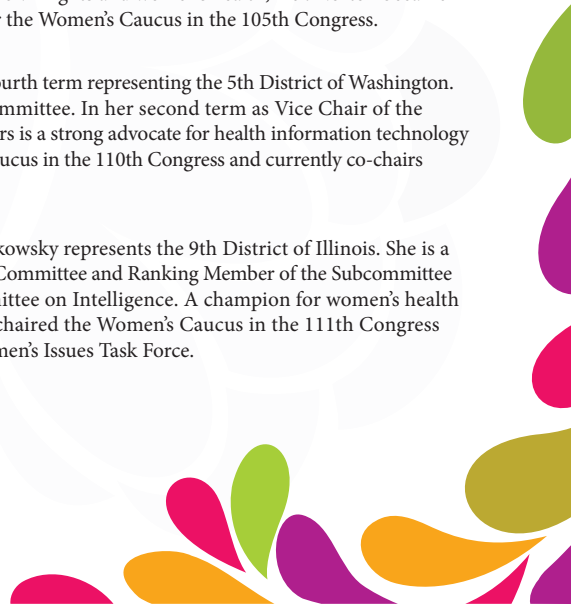 the Women's Caucus in the 105th Congress.
urth term representing the 5th District of Washington.
mmittee. In her second term as Vice Chair of the
rs is a strong advocate for health information technology
ucus in the 110th Congress and currently co-chairs
kowsky represents the 9th District of Illinois. She is a
Committee and Ranking Member of the Subcommittee
ittee on Intelligence. A champion for women's health
chaired the Women's Caucus in the 111th Congress
men's Issues Task Force.